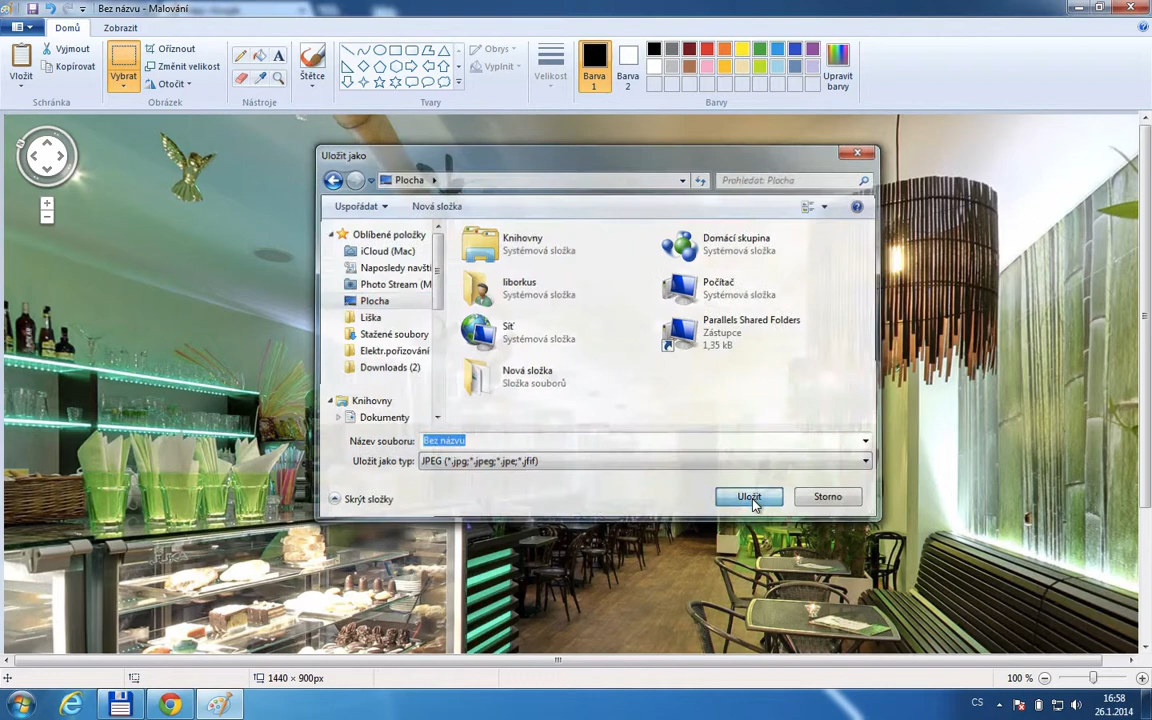 Bez názvu - Malování
Domů
Zobrazit
Vložit
Vyjmout
Kopírovat
Schránka
Vybrat
Oříznout
Změnit velikost
Otočit
Obrázek
A
Nástroje
Štětce
Tvary
Obrys
Vyplnit
Velikost
Barva
1
Barva
2
Upravit
barvy
Barvy
Uložit jako
Plocha
Prohledat: Plocha
Uspořádat
Nová složka
Oblíbené položky
iCloud (Mac)
Naposledy navšti
Photo Stream (M
Plocha
Liška
Stažené soubory
Elektr.pořizování
Downloads (2)
Knihovny
Dokumenty
Knihovny
Systémová složka
Domácí skupina
Systémová složka
liborkus
Systémová složka
Počítač
Systémová složka
Síť
Systémová složka
Parallels Shared Folders
Zástupce
1,35 kB
Nová složka
Složka souborů
Název souboru:
Bez názvu
Uložit jako typ:
JPEG (*.jpg;*.jpeg;*.jpe;*.jfif)
Skrýt složky
Uložit
Storno
1440 × 900px
100 %
CS
16:58
26.1.2014